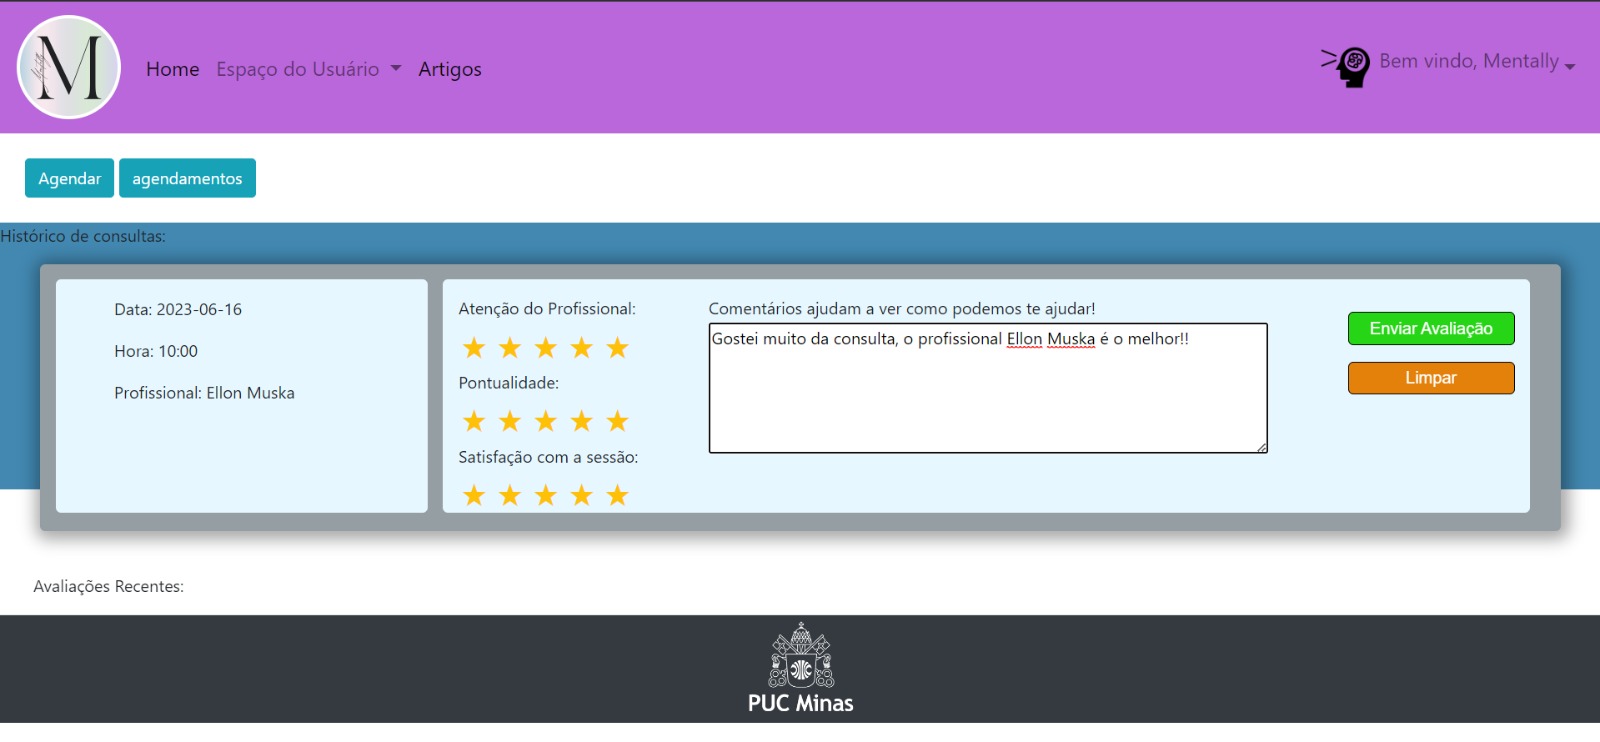 M
Home Espaço do Usuário Artigos
Bem vindo, Mentally
Agendar agendamentos
Histórico de consultas:
Data: 2023-06-16
Hora: 10:00
Profissional: Ellon Muska
Atenção do Profissional:
Pontualidade:
Satisfação com a sessão:
Comentários ajudam a ver como podemos te ajudar!
Gostei muito da consulta, o profissional Ellon Muska é o melhor!!
Enviar Avaliação
Limpar
Avaliações Recentes:
PUC Minas